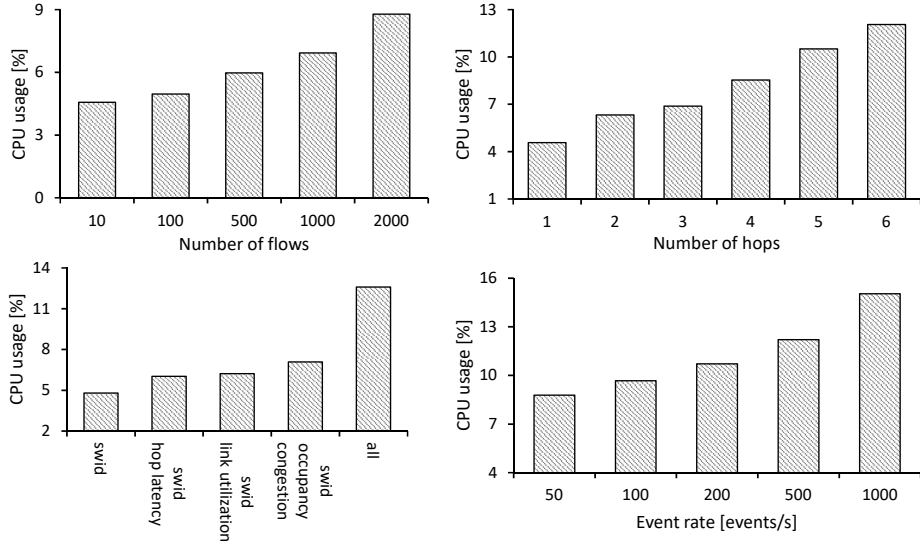 CPU usage [%]
9
6
3
0
10 100 500 1000 2000
Number of flows
CPU usage [%]
13
10
7
4
1
1 2 3 4 5 6
Number of hops
CPU usage [%]
14
11
8
5
2
swid
swid
hop latency
swid
link utilization
swid
occupancy
congestion
all
CPU usage [%]
16
13
10
7
4
50 100 200 500 1000
Event rate [events/s]